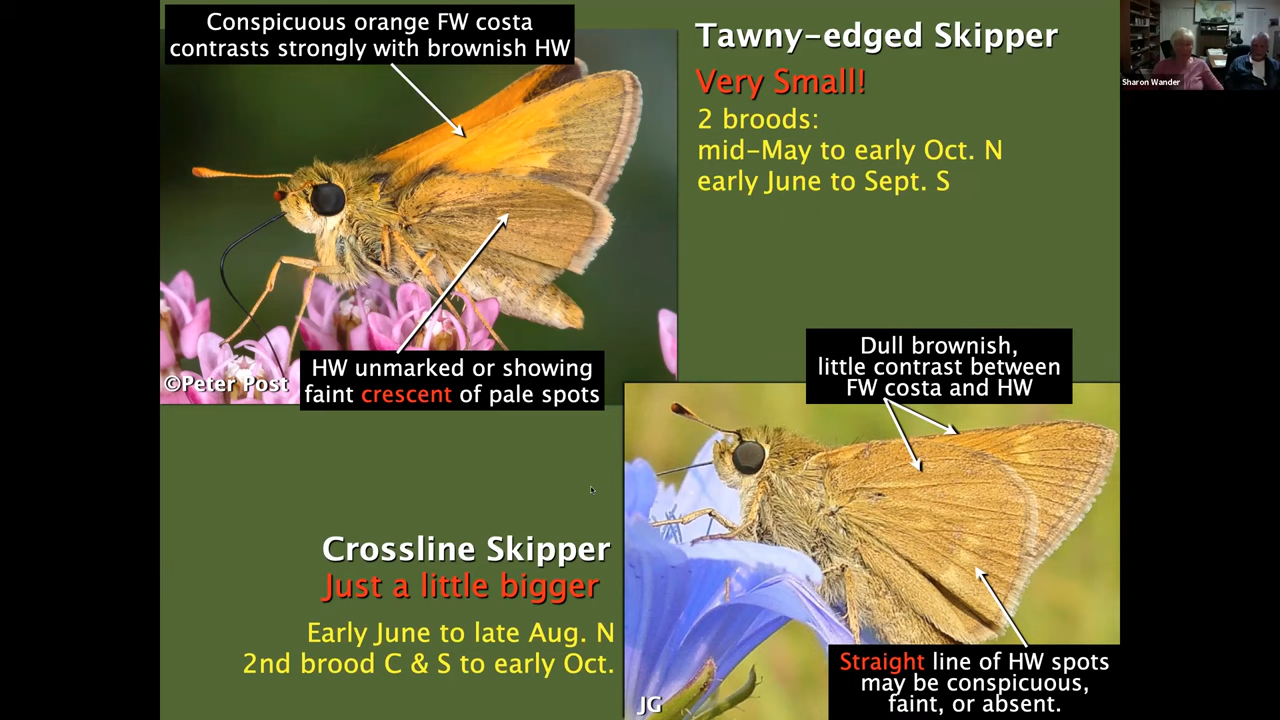 Conspicuous orange FW costa
contrasts strongly with brownish HW
Tawny-edged Skipper
Very Small!
2 broods:
mid-May to early Oct. N
early June to Sept. S
Sharon Wander
HW unmarked or showing
faint crescent of pale spots
©Peter Post
Dull brownish,
little contrast between
FW costa and HW
Crossline Skipper
Just a little bigger
Early June to late Aug. N
2nd brood C & S to early Oct.
Straight line of HW spots
may be conspicuous,
faint, or absent.
JG